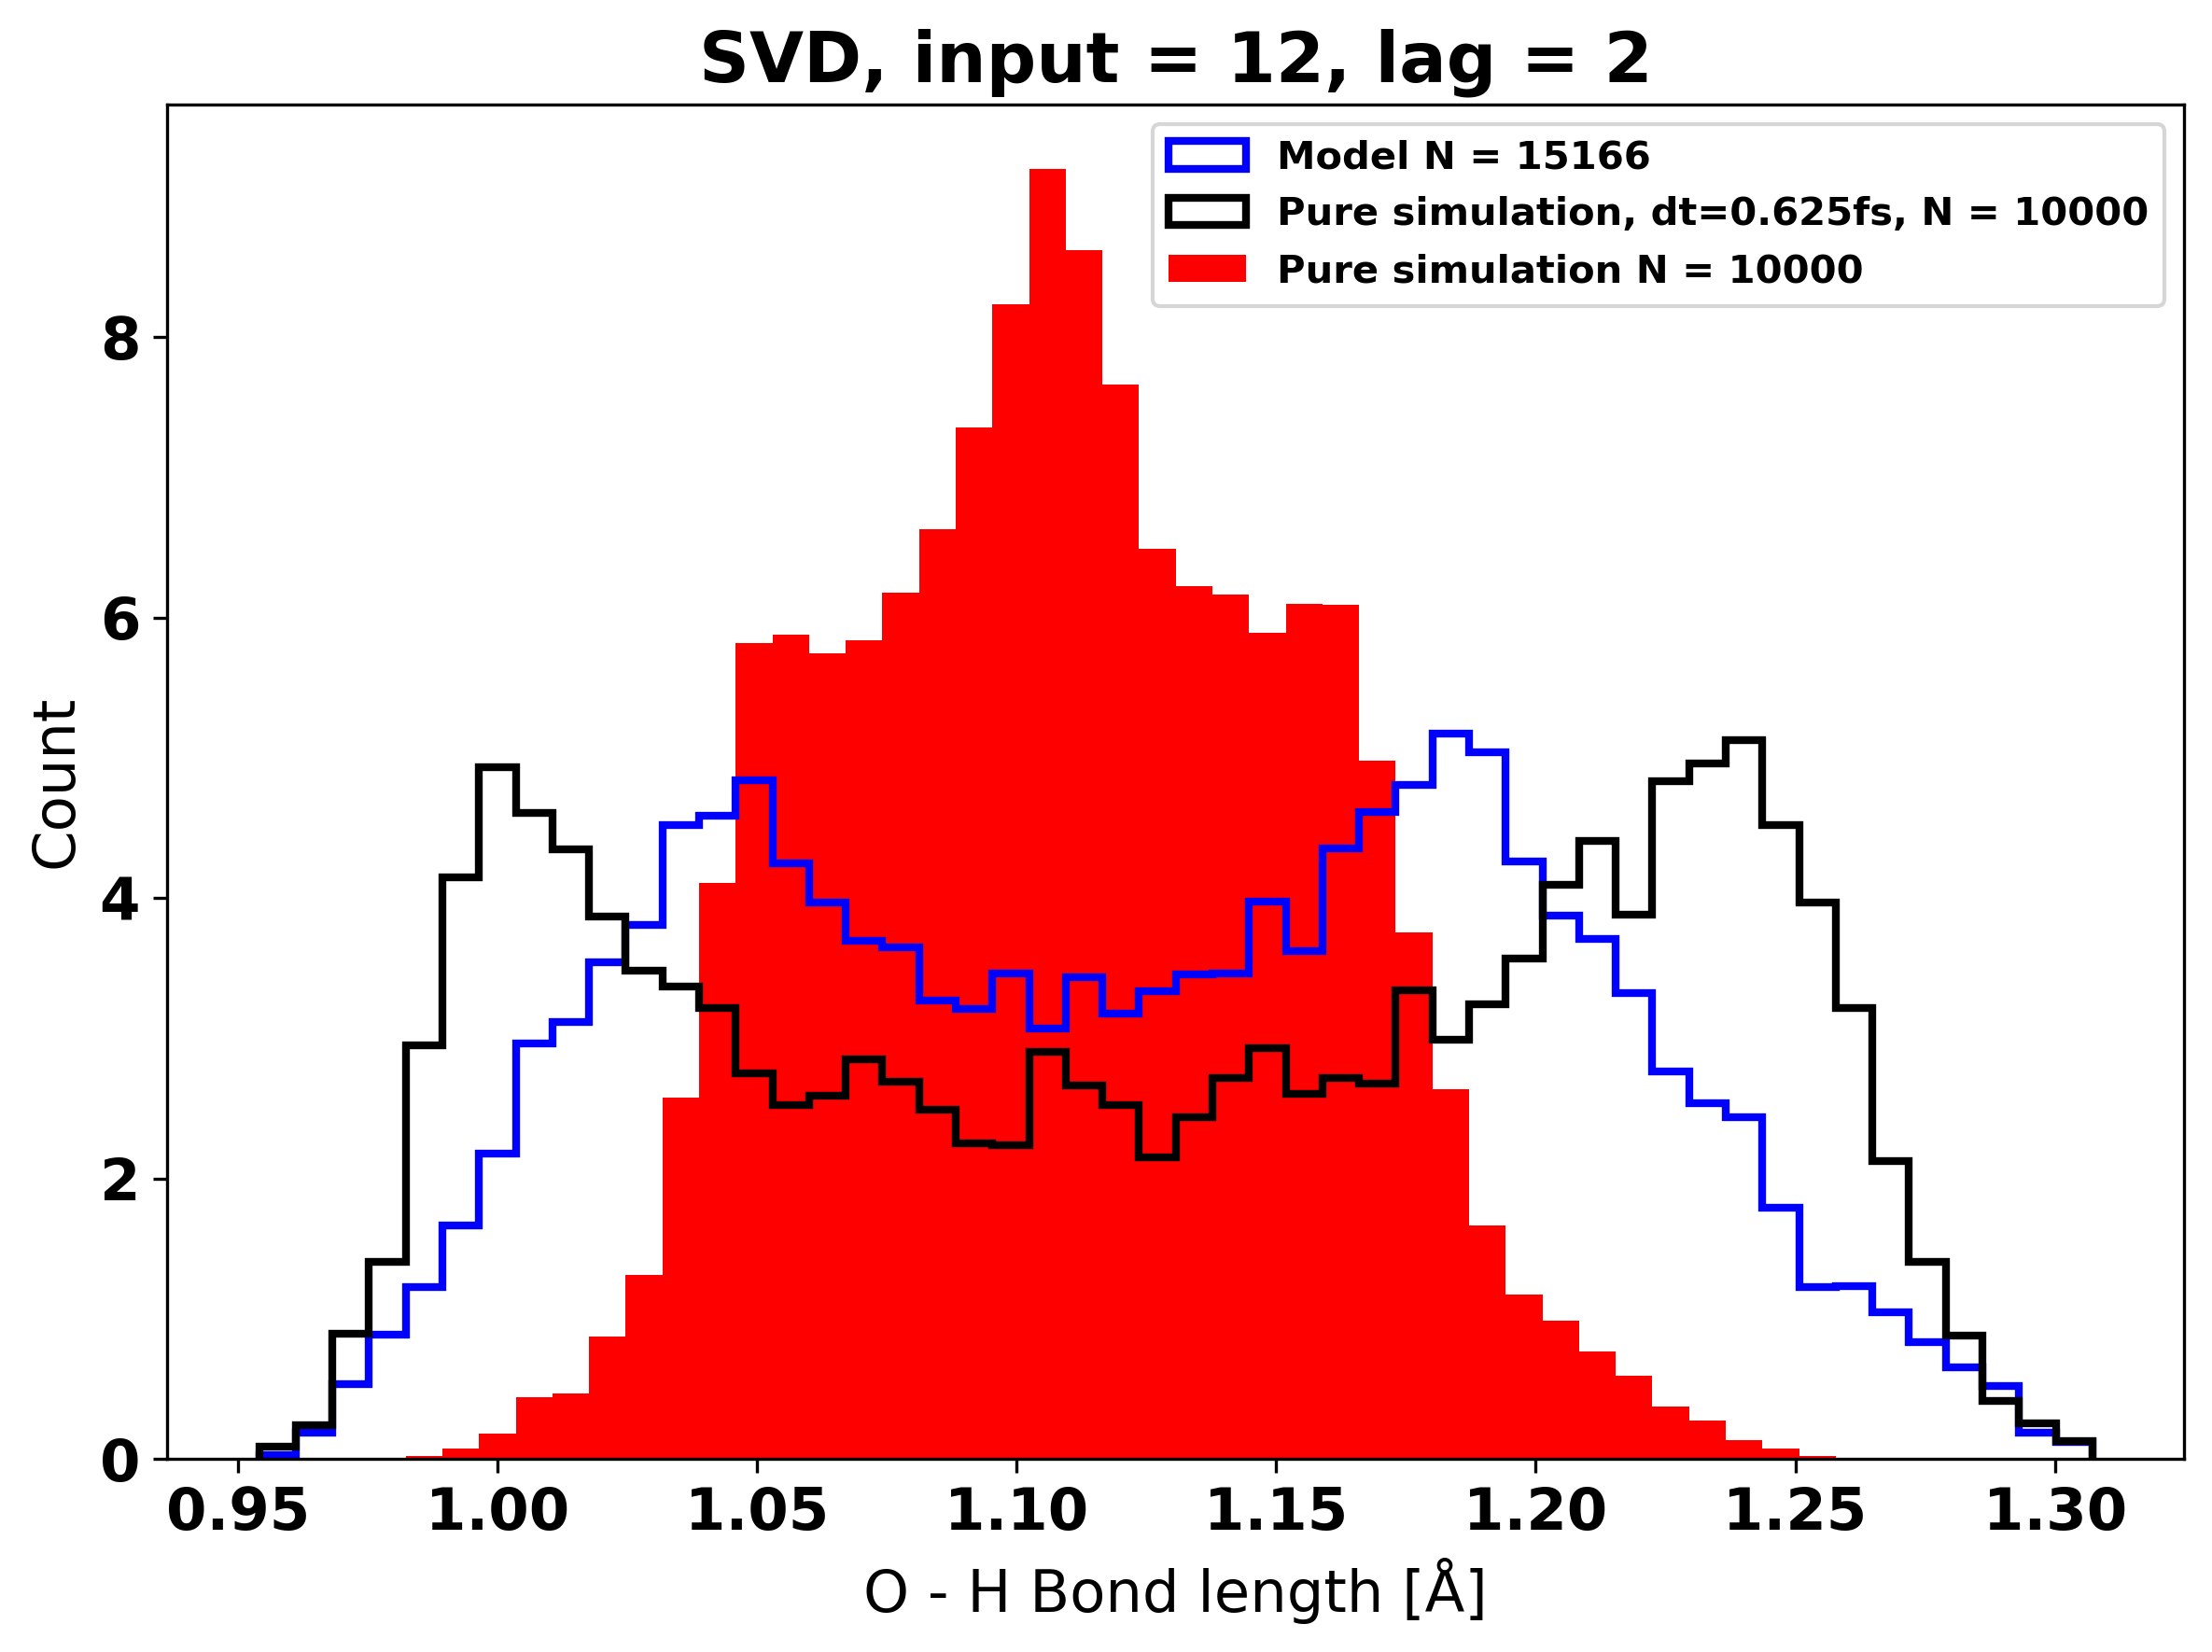 SVD, input = 12, lag = 2
Model N = 15166
Pure simulation, dt=0.625fs, N = 10000
Pure simulation N = 10000
Count
8
6
4
2
0
0.95 1.00 1.05 1.10 1.15 1.20 1.25 1.30
O - H Bond length [Å]